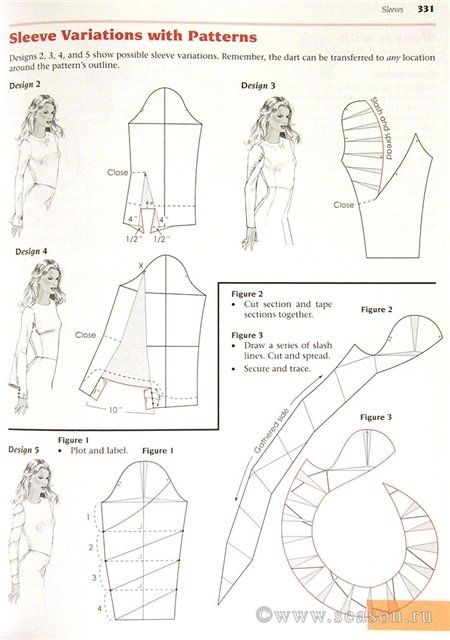 Sleeves 331
Sleeve Variations with Patterns
Designs 2, 3, 4, and 5 show possible sleeve variations. Remember, the dart can be transferred to any location
around the pattern's outline.
Design 2
Close
4"
4"
1/2"
1/2"
Design 3
Slash and spread
Close
Design 4
X
Close
10"
Figure 2
• Cut section and tape
sections together.
Figure 3
• Draw a series of slash
lines. Cut and spread.
• Secure and trace.
Figure 2
Gathered side
Figure 3
Design 5
Figure 1
• Plot and label.
Figure 1
1
2
3
4
©www.season.ru